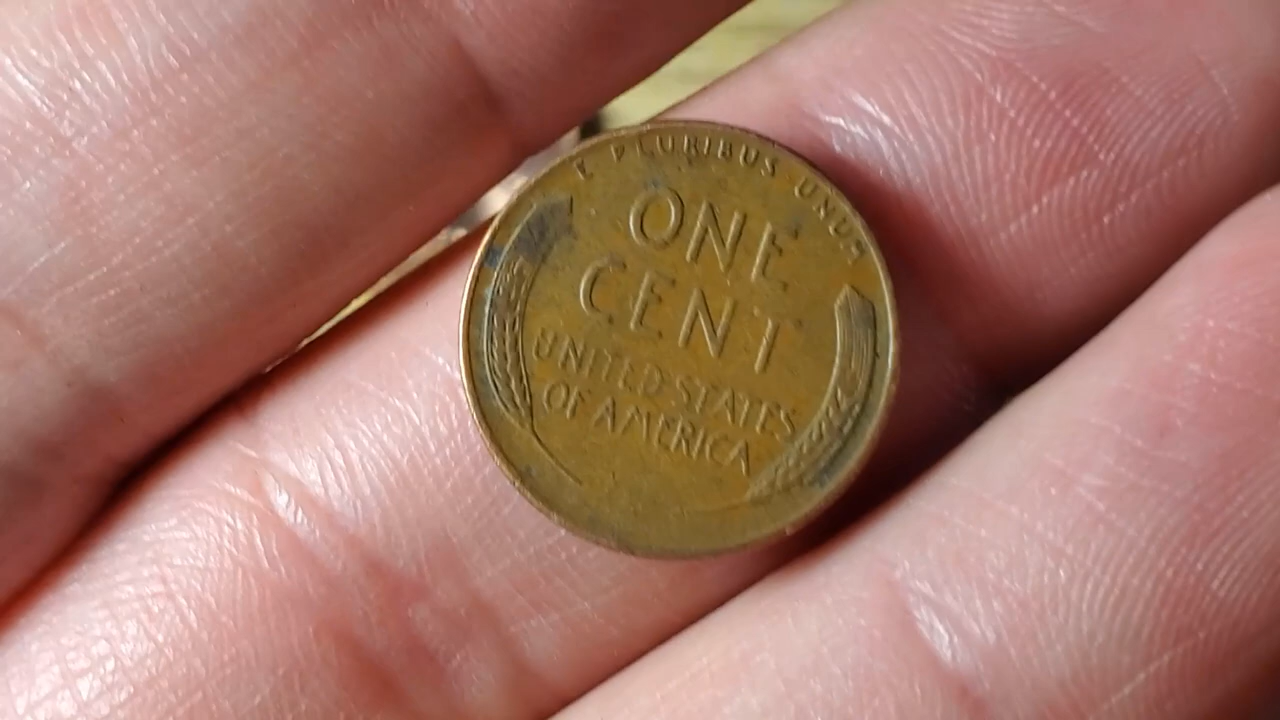 E PLURIBUS UNUM
ONE
CENT
UNITED STATES
OF AMERICA